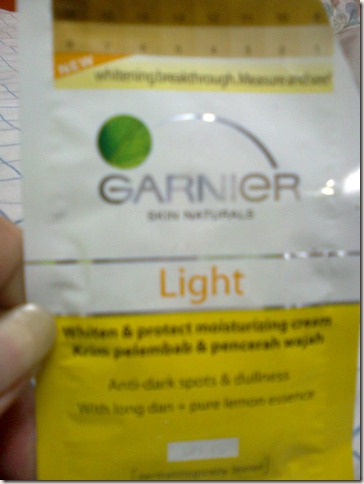 NEW
whitening breakthrough. Measure and see!
GARNIER
SKIN NATURALS
Light
Whiten & protect moisturizing cream
Krim pelembab & pencerah wajah
Anti-dark spots & dullness
With long dan + pure lemon essence